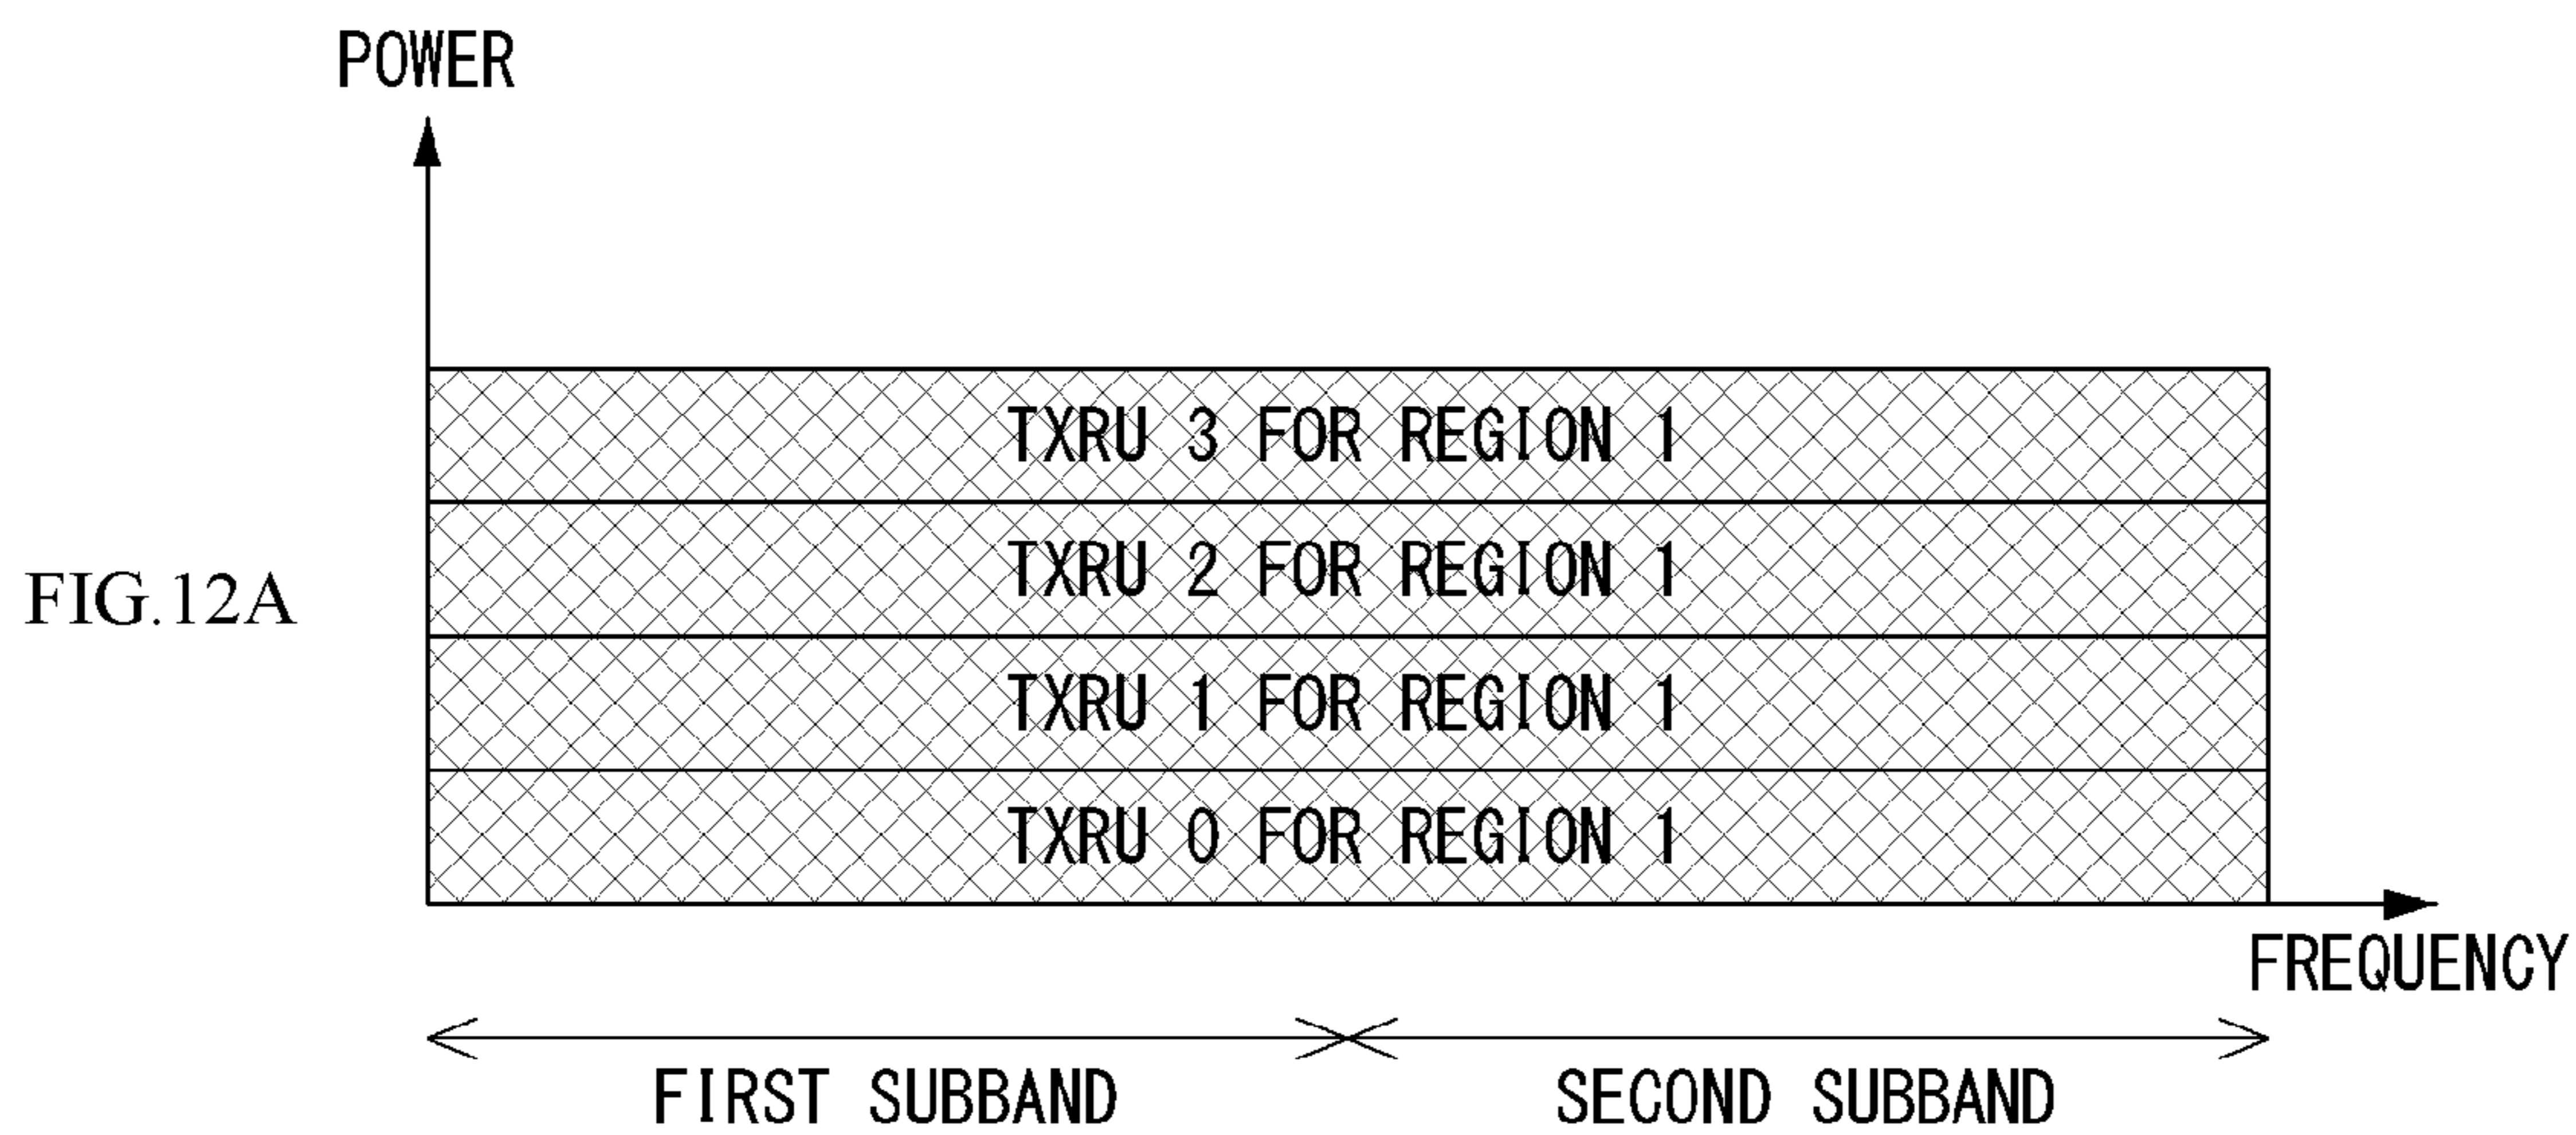 POWER
TXRU 3 FOR REGION 1
TXRU 2 FOR REGION 1
FIG.12A
TXRU 1 FOR REGION 1
TXRU 0 FOR REGION 1
FREQUENCY
FIRST SUBBAND
SECOND SUBBAND